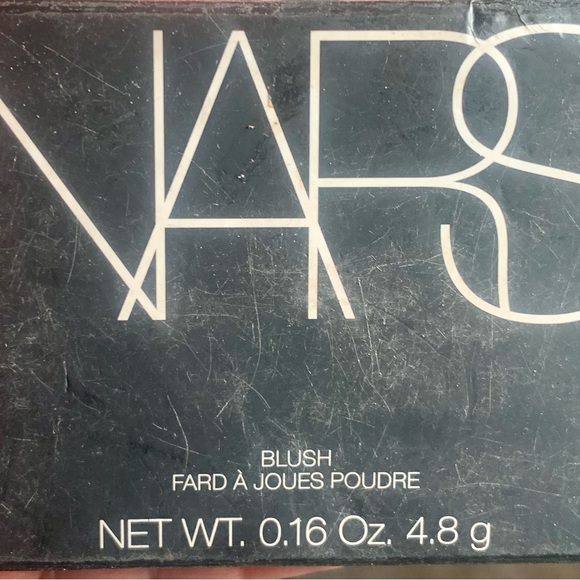 NARS
BLUSH
FARD À JOUES POUDRE
NET WT. 0.16 Oz. 4.8 g